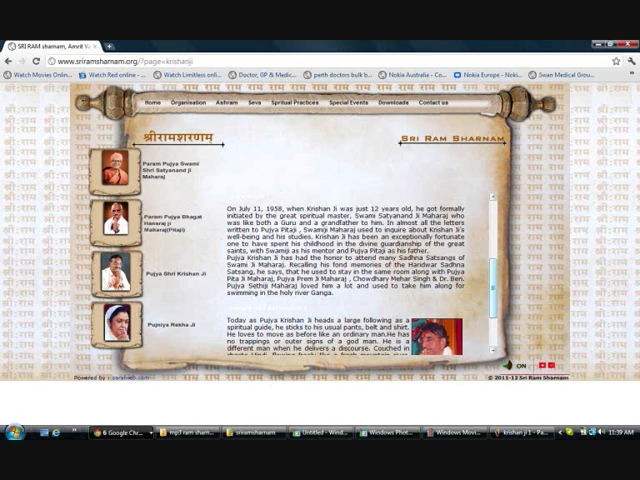 SRI RAM sharnam, Amrit V
www.sriramsharnam.org/?page=krishanji
Watch Movies Online... Watch Red online - ... Watch Limitless onli... Doctor, GP & Medic... perth doctors bulk b... Nokia Australia - Co... Nokia Europe - Nokia... Swan Medical Grou...
Home Organisation Ashram Seva Spritual Practices Special Events Downloads Contact us
श्रीरामशरणम्
SRI RAM SHARNAM
Param Pujya Swami
Shri Satyanand ji
Maharaj
Param Pujya Bhagat
Hansraj ji
Maharaj(Pitaji)
Pujya Shri Krishan Ji
Pujniya Rekha Ji
On July 11, 1958, when Krishan Ji was just 12 years old, he got formally
initiated by the great spiritual master, Swami Satyanand Ji Maharaj who
was like both a Guru and a grandfather to him. In almost all the letters
written to Pujya Pitaji , Swamiji Maharaj used to inquire about Krishan Ji's
well-being and his studies. Krishan Ji has been an exceptionally fortunate
one to have spent his childhood in the divine guardianship of the great
saints, with Swamiji as his mentor and Pujya Pitaji as his father.
Pujya Krishan Ji has had the honor to attend many Sadhna Satsangs of
Swami Ji Maharaj. Recalling his fond memories of the Haridwar Sadhna
Satsang, he says, that he used to stay in the same room along with Pujya
Pita Ji Maharaj, Pujya Prem Ji Maharaj , Chowdhary Mehar Singh & Dr. Beri.
Pujya Sethji Maharaj loved him a lot and used to take him along for
swimming in the holy river Ganga.
Today as Pujya Krishan Ji heads a large following as a
spiritual guide, he sticks to his usual pants, belt and shirt.
He loves to move as before like an ordinary man.He has
no trappings or outer signs of a god man. He is a
different man when he delivers a discourse. Couched in
ON
Powered by : sarabweb.com
© 2011-12 Sri Ram Sharnam
6 Google Chr... mp3 ram sham... sriramsharnam Untitled - Wind... Windows Phot... Windows Movi... krishan ji 1 - Pa...
11:39 AM